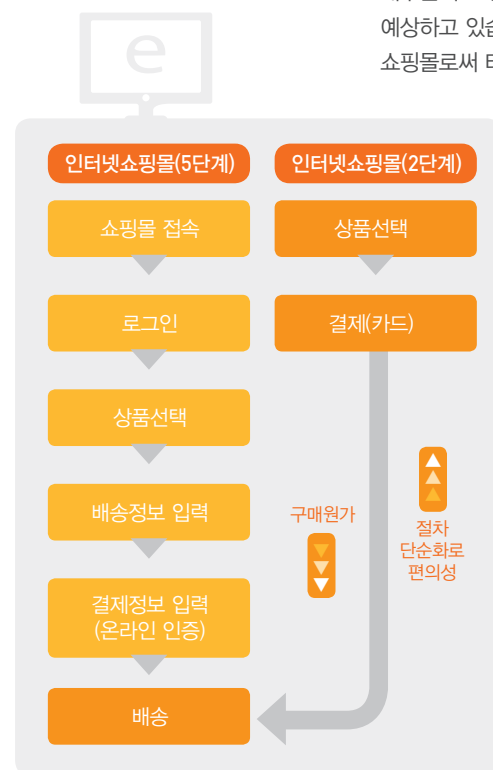 예상하고 있습
쇼핑몰로써 타
e
인터넷쇼핑몰(5단계)
쇼핑몰 접속
로그인
상품선택
배송정보 입력
결제정보 입력
(온라인 인증)
배송
인터넷쇼핑몰(2단계)
상품선택
결제(카드)
구매원가
절차
단순화로
편의성